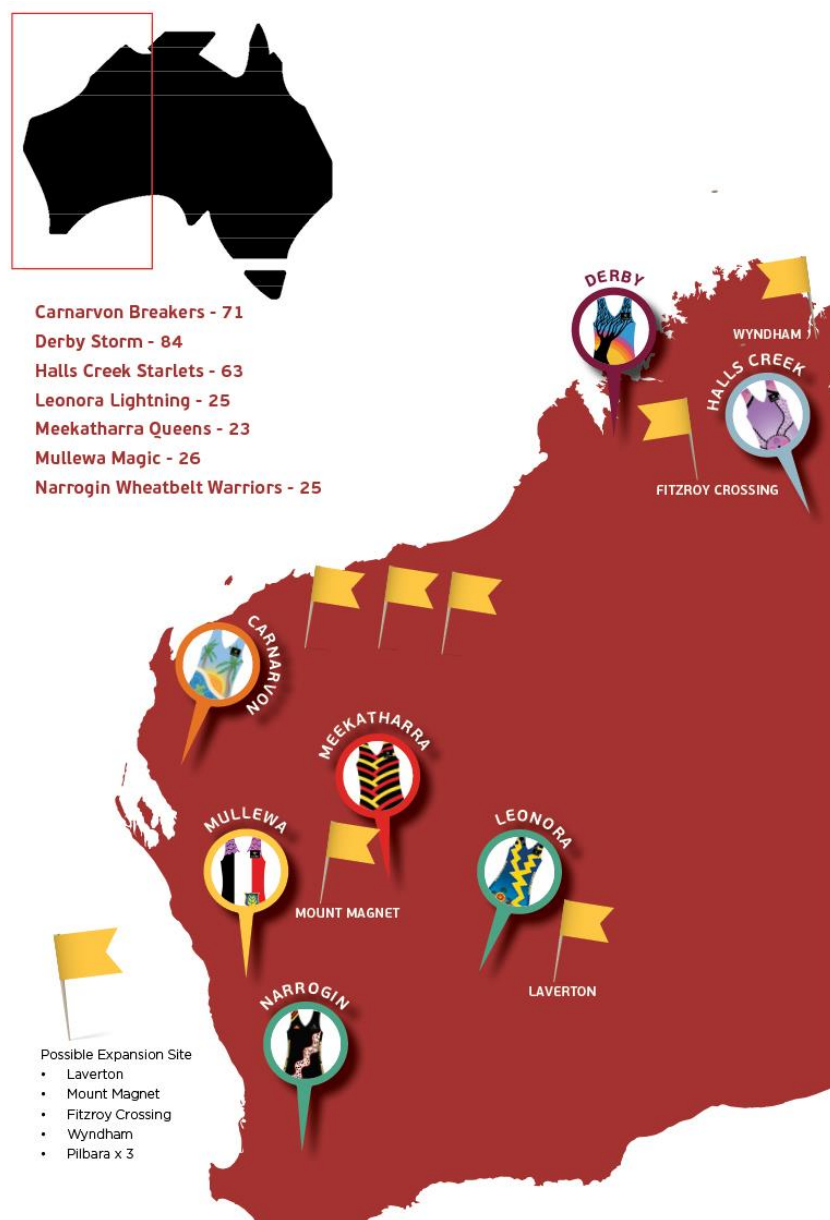 Carnarvon Breakers - 71
Derby Storm - 84
Halls Creek Starlets - 63
Leonora Lightning - 25
Meekatharra Queens - 23
Mullewa Magic - 26
Narrogin Wheatbelt Warriors - 25
DERBY
WYNDHAM
HALLS CREEK
FITZROY CROSSING
CARNARVON
MEEKATHARRA
MULLEWA
LEONORA
MOUNT MAGNET
LAVERTON
NARROGIN
Possible Expansion Site
• Laverton
• Mount Magnet
• Fitzroy Crossing
• Wyndham
• Pilbara x 3